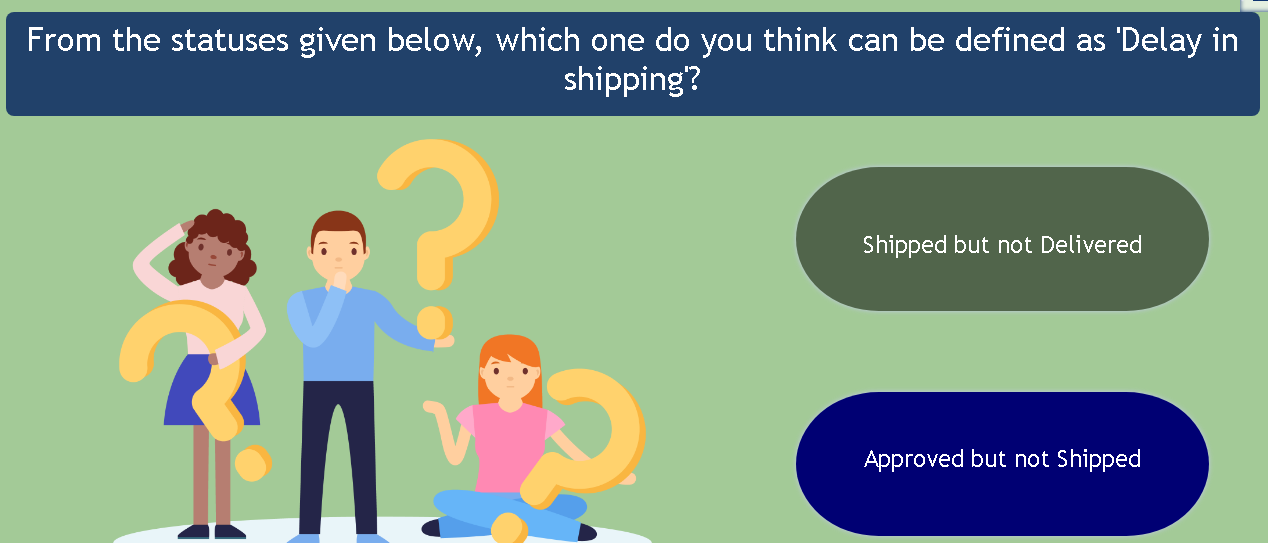 From the statuses given below, which one do you think can be defined as 'Delay in
shipping'?
Shipped but not Delivered
Approved but not Shipped